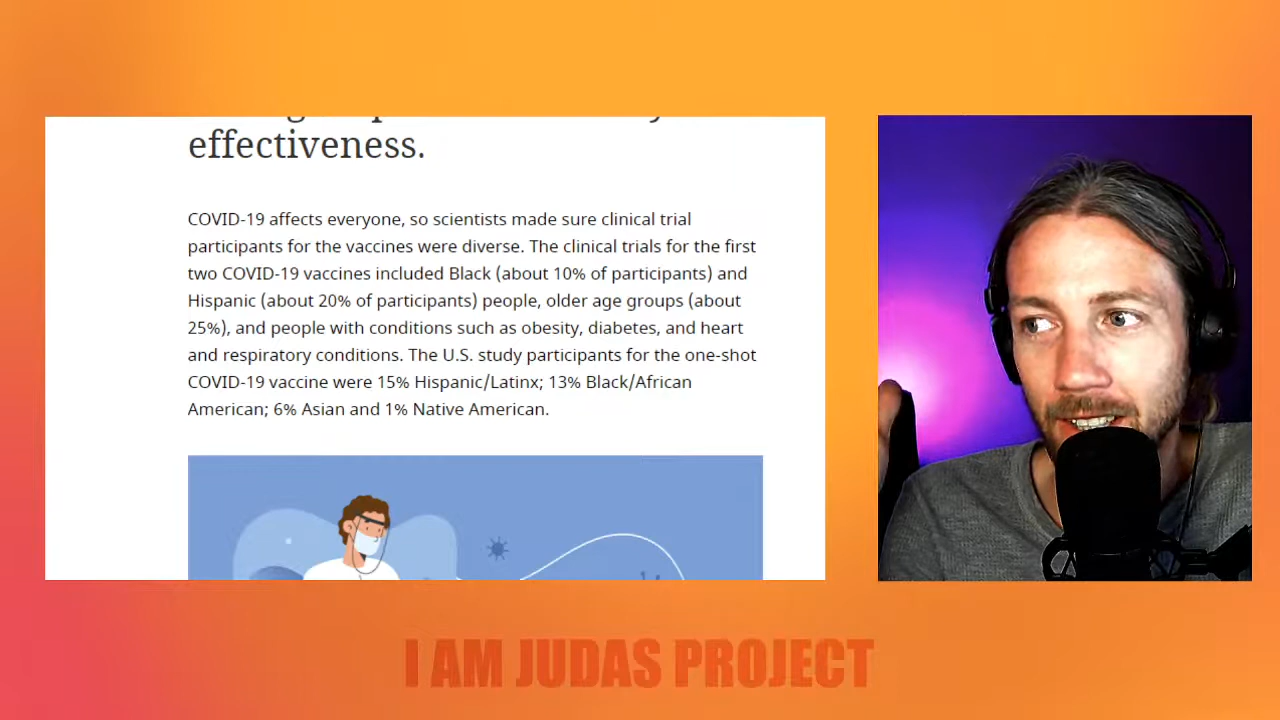 effectiveness.
COVID-19 affects everyone, so scientists made sure clinical trial
participants for the vaccines were diverse. The clinical trials for the first
two COVID-19 vaccines included Black (about 10% of participants) and
Hispanic (about 20% of participants) people, older age groups (about
25%), and people with conditions such as obesity, diabetes, and heart
and respiratory conditions. The U.S. study participants for the one-shot
COVID-19 vaccine were 15% Hispanic/Latinx; 13% Black/African
American; 6% Asian and 1% Native American.
I AM JUDAS PROJECT